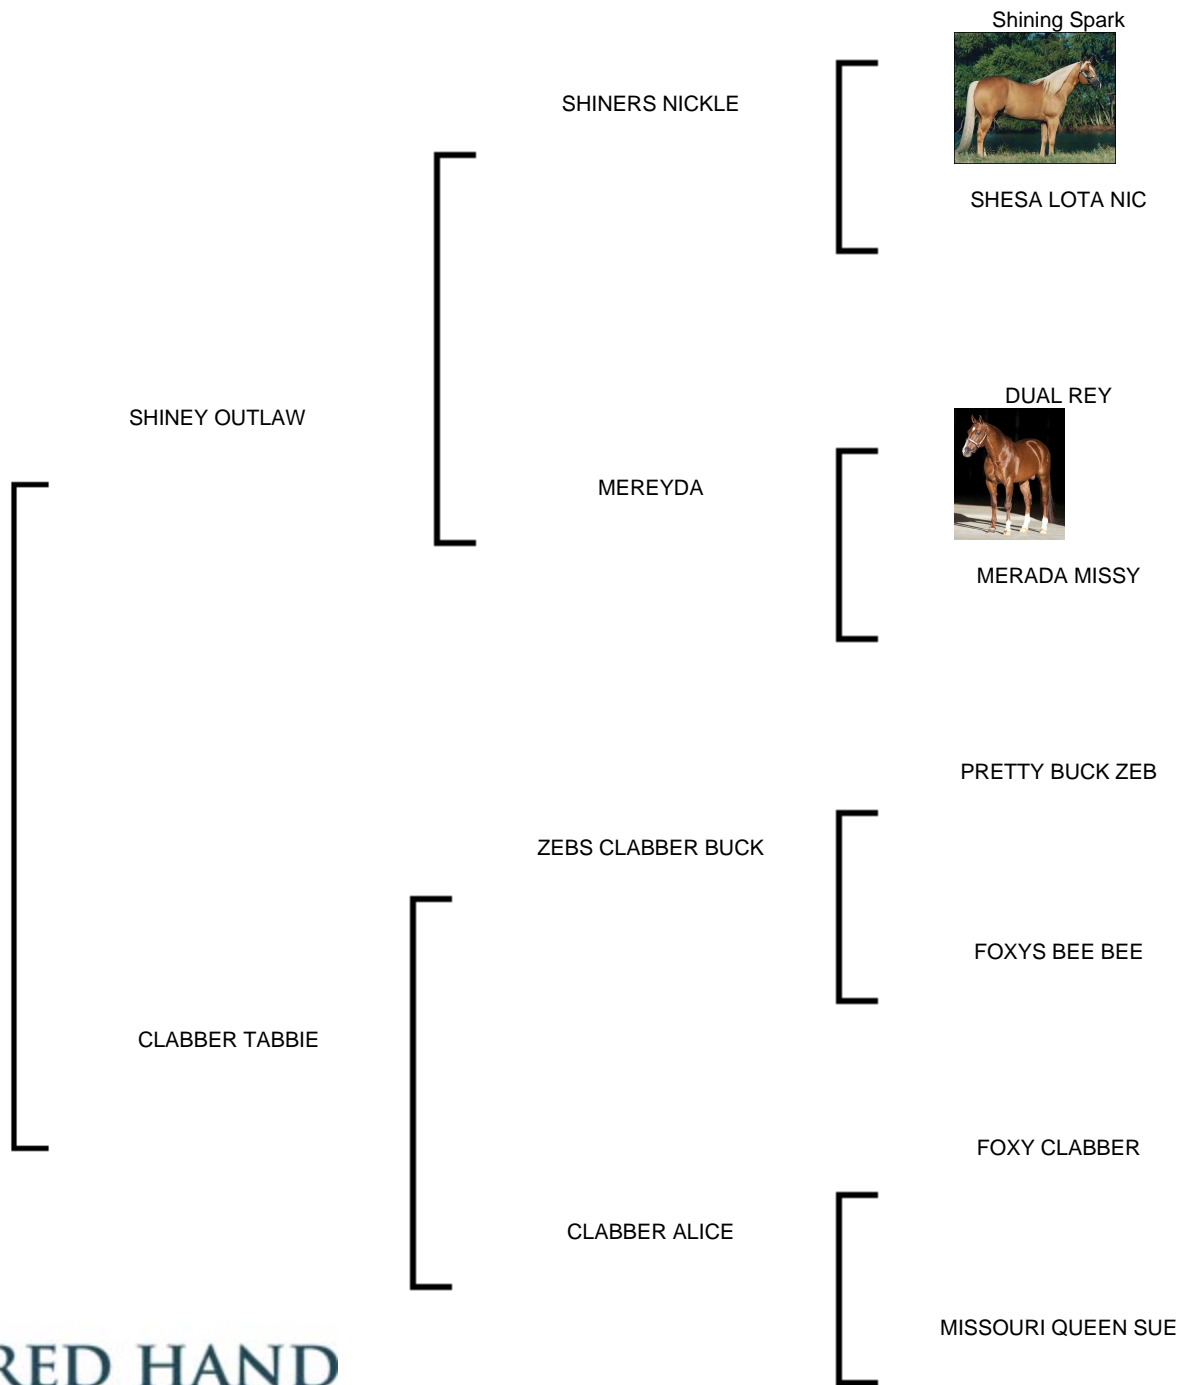 Shining Spark
SHINERS NICKLE
SHESA LOTA NIC
SHINEY OUTLAW
DUAL REY
MEREYDA
MERADA MISSY
PRETTY BUCK ZEB
ZEBS CLABBER BUCK
FOXYS BEE BEE
CLABBER TABBIE
FOXY CLABBER
CLABBER ALICE
MISSOURI QUEEN SUE
RED HAND